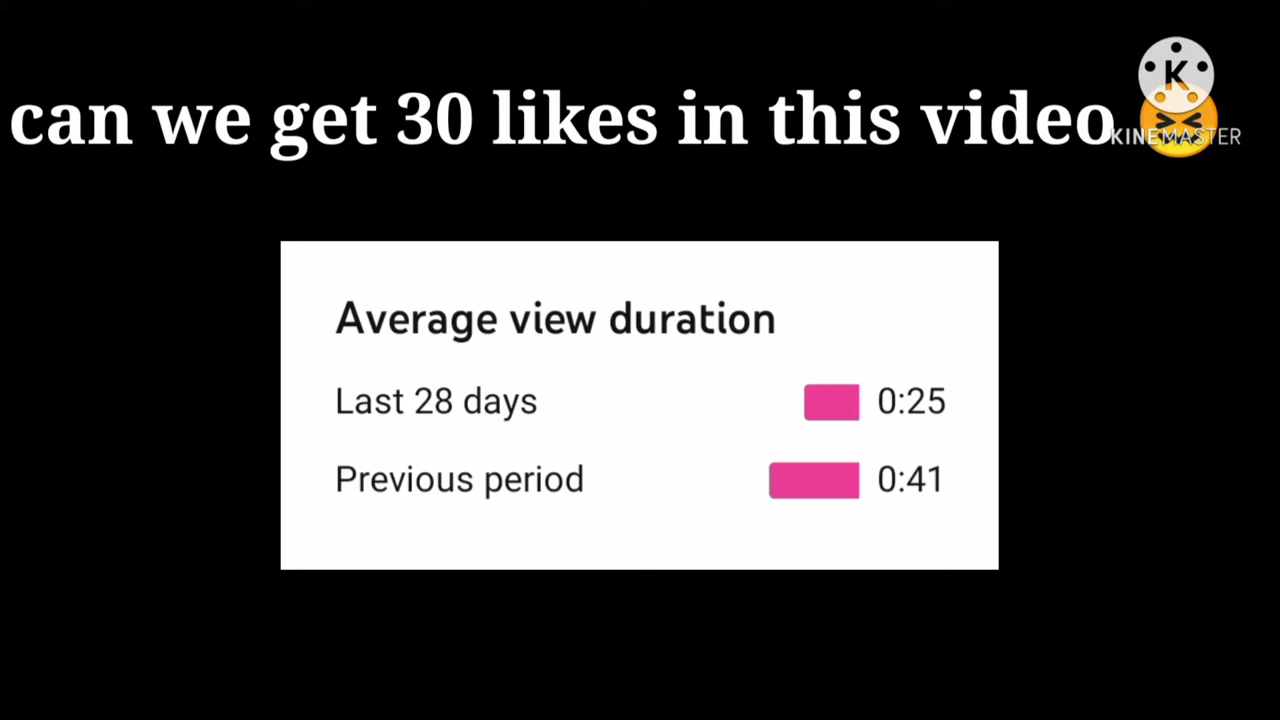 can we get 30 likes in this video
K
KINEMASTER
Average view duration
Last 28 days 0:25
Previous period 0:41